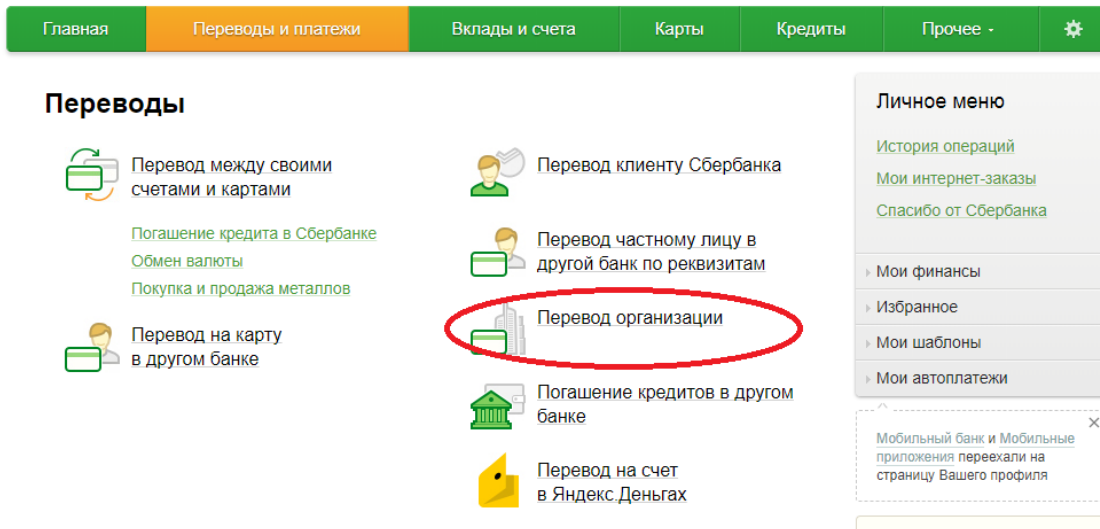 Главная
Переводы и платежи
Вклады и счета
Карты
Кредиты
Прочее
Переводы
Перевод между своими
счетами и картами
Погашение кредита в Сбербанке
Обмен валюты
Покупка и продажа металлов
Перевод на карту
в другом банке
Перевод клиенту Сбербанка
Перевод частному лицу в
другой банк по реквизитам
Перевод организации
Погашение кредитов в другом
банке
Перевод на счет
в Яндекс.Деньгах
Личное меню
История операций
Мои интернет-заказы
Спасибо от Сбербанка
Мои финансы
Избранное
Мои шаблоны
Мои автоплатежи
Мобильный банк и Мобильные
приложения переехали на
страницу Вашего профиля